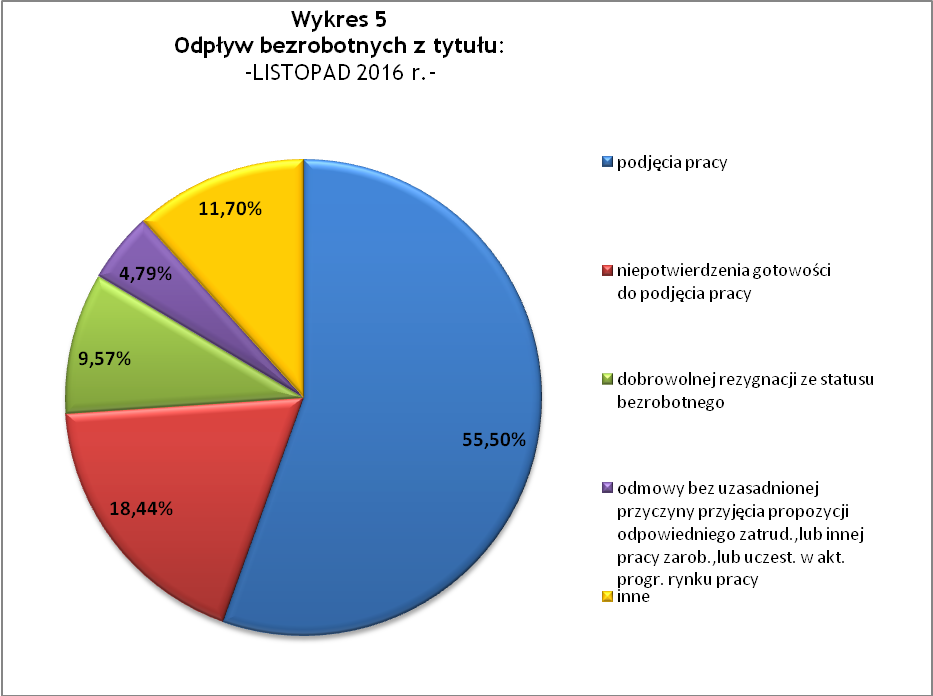 Wykres 5
Odpływ bezrobotnych z tytułu:
-LISTOPAD 2016 r.-
podjęcia pracy
niepotwierdzenia gotowości
do podjęcia pracy
dobrowolnej rezygnacji ze statusu
bezrobotnego
odmowy bez uzasadnionej
przyczyny przyjęcia propozycji
odpowiedniego zatrud.,lub innej
pracy zarob.,lub uczest. w akt.
progr. rynku pracy
inne
11,70%
4,79%
9,57%
55,50%
18,44%